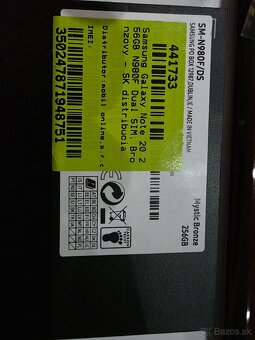 SM-N980F/DS
SAMSUNG PO BOX 12987,DUBLIN,IE / MADE IN VIETNAM
441733
Samsung Galaxy Note 20 2
56GB N980F Dual SIM, Bro
nzový - SK distribúcia
Distributor mobil online,s.r.o
IMEI:
350247871948751
Mystic Bronze
256GB
bazos.sk